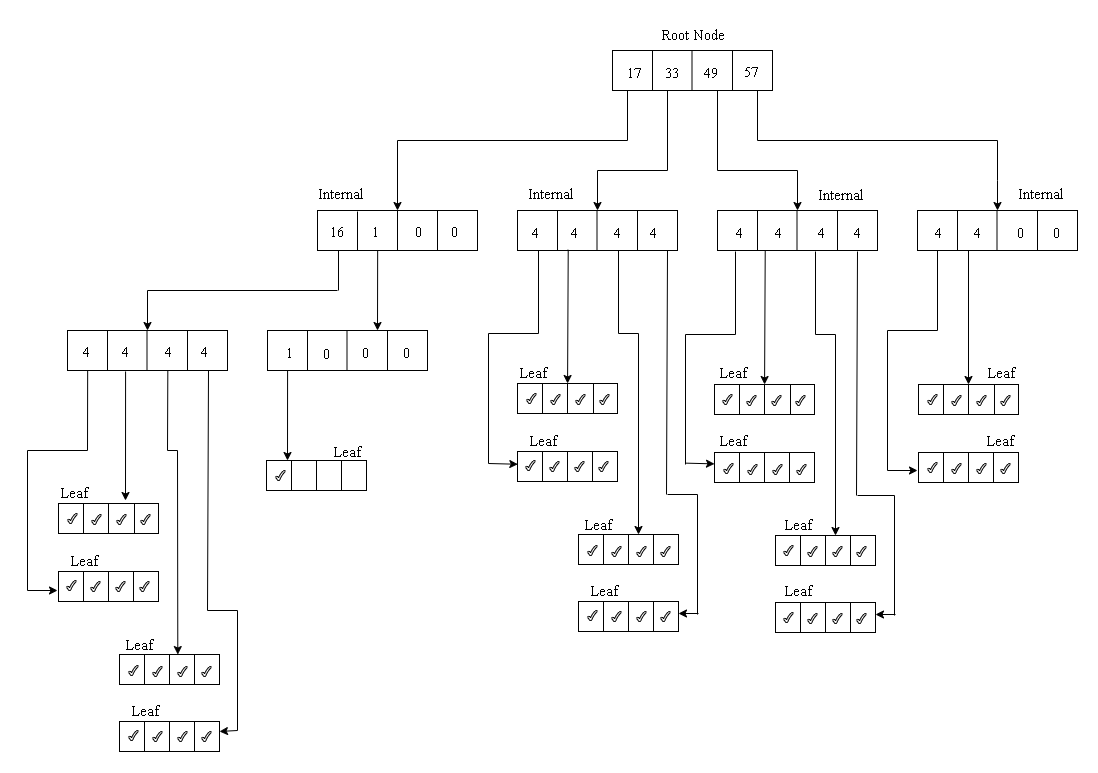 Root Node
17 33 49 57
Internal
Internal
Internal
Internal
16 1 0 0
4 4 4 4
4 4 4 4
4 4 0 0
4 4 4 4
1 0 0 0
Leaf
✓ ✓ ✓ ✓
Leaf
✓ ✓ ✓ ✓
Leaf
✓ ✓ ✓ ✓
Leaf
✓ ✓ ✓ ✓
Leaf
✓ ✓ ✓ ✓
Leaf
✓ ✓ ✓ ✓
Leaf
✓
Leaf
✓ ✓ ✓ ✓
Leaf
✓ ✓ ✓ ✓
Leaf
✓ ✓ ✓ ✓
Leaf
✓ ✓ ✓ ✓
Leaf
✓ ✓ ✓ ✓
Leaf
✓ ✓ ✓ ✓
Leaf
✓ ✓ ✓ ✓
Leaf
✓ ✓ ✓ ✓